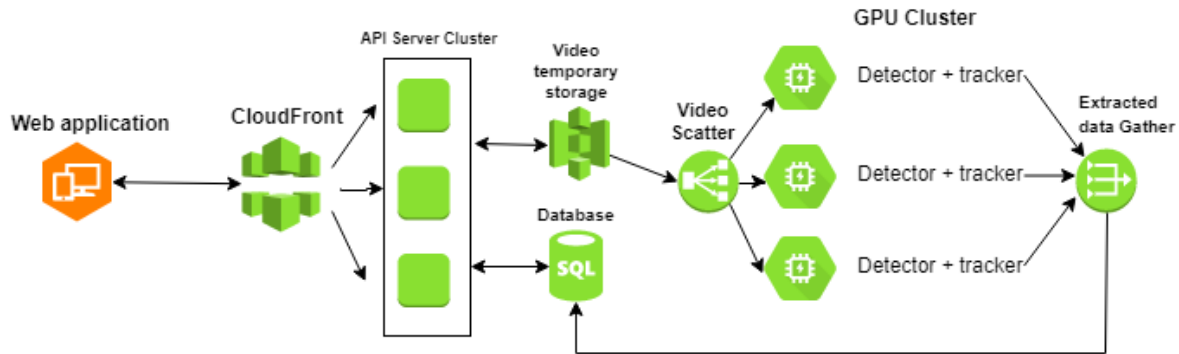 GPU Cluster
API Server Cluster
Video
temporary
storage
Detector + tracker
Extracted
data Gather
Video
Scatter
CloudFront
Web application
Detector + tracker
Database
SQL
Detector + tracker